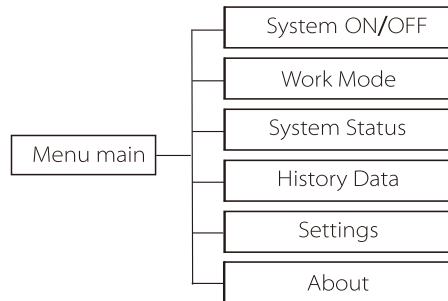 System ON/OFF
Work Mode
System Status
Menu main
History Data
Settings
About